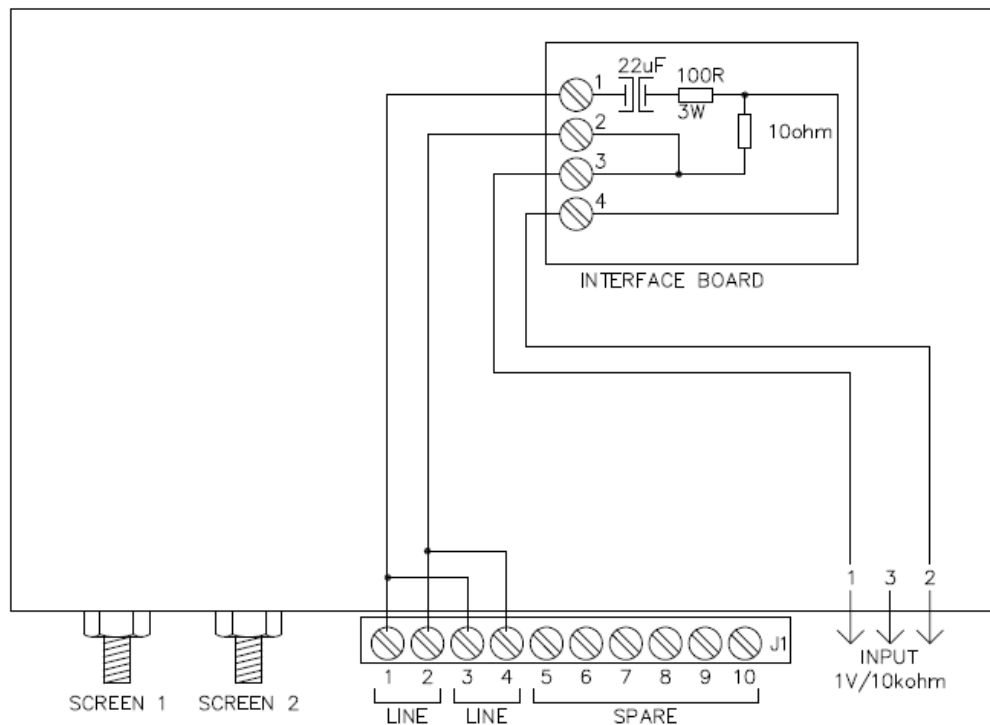 22uF
100R
3W
10ohm
1
2
3
4
INTERFACE BOARD
1 3 2
INPUT
1V/10kohm
J1
1 2 3 4 5 6 7 8 9 10
LINE LINE SPARE
SCREEN 1 SCREEN 2